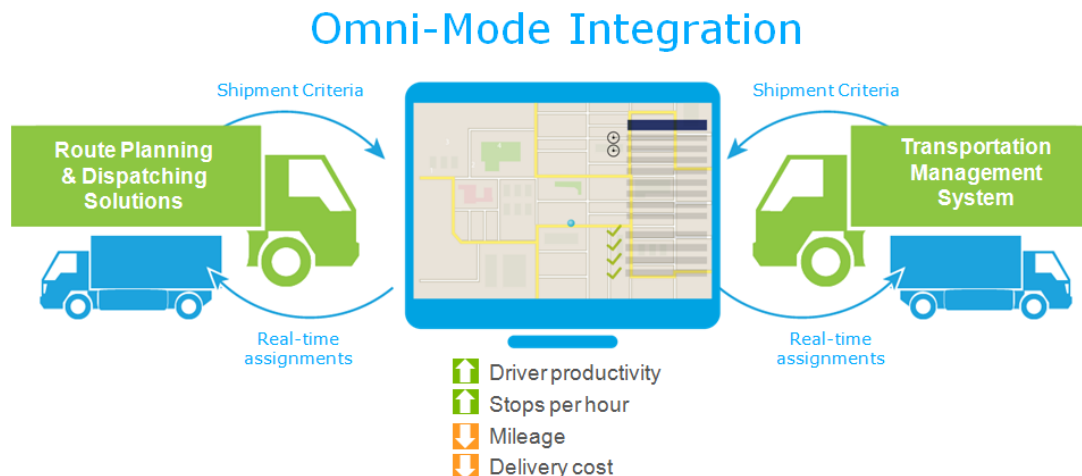 Omni-Mode Integration
Shipment Criteria
Shipment Criteria
Route Planning
& Dispatching
Solutions
Transportation
Management
System
Real-time
assignments
Real-time
assignments
Driver productivity
Stops per hour
Mileage
Delivery cost